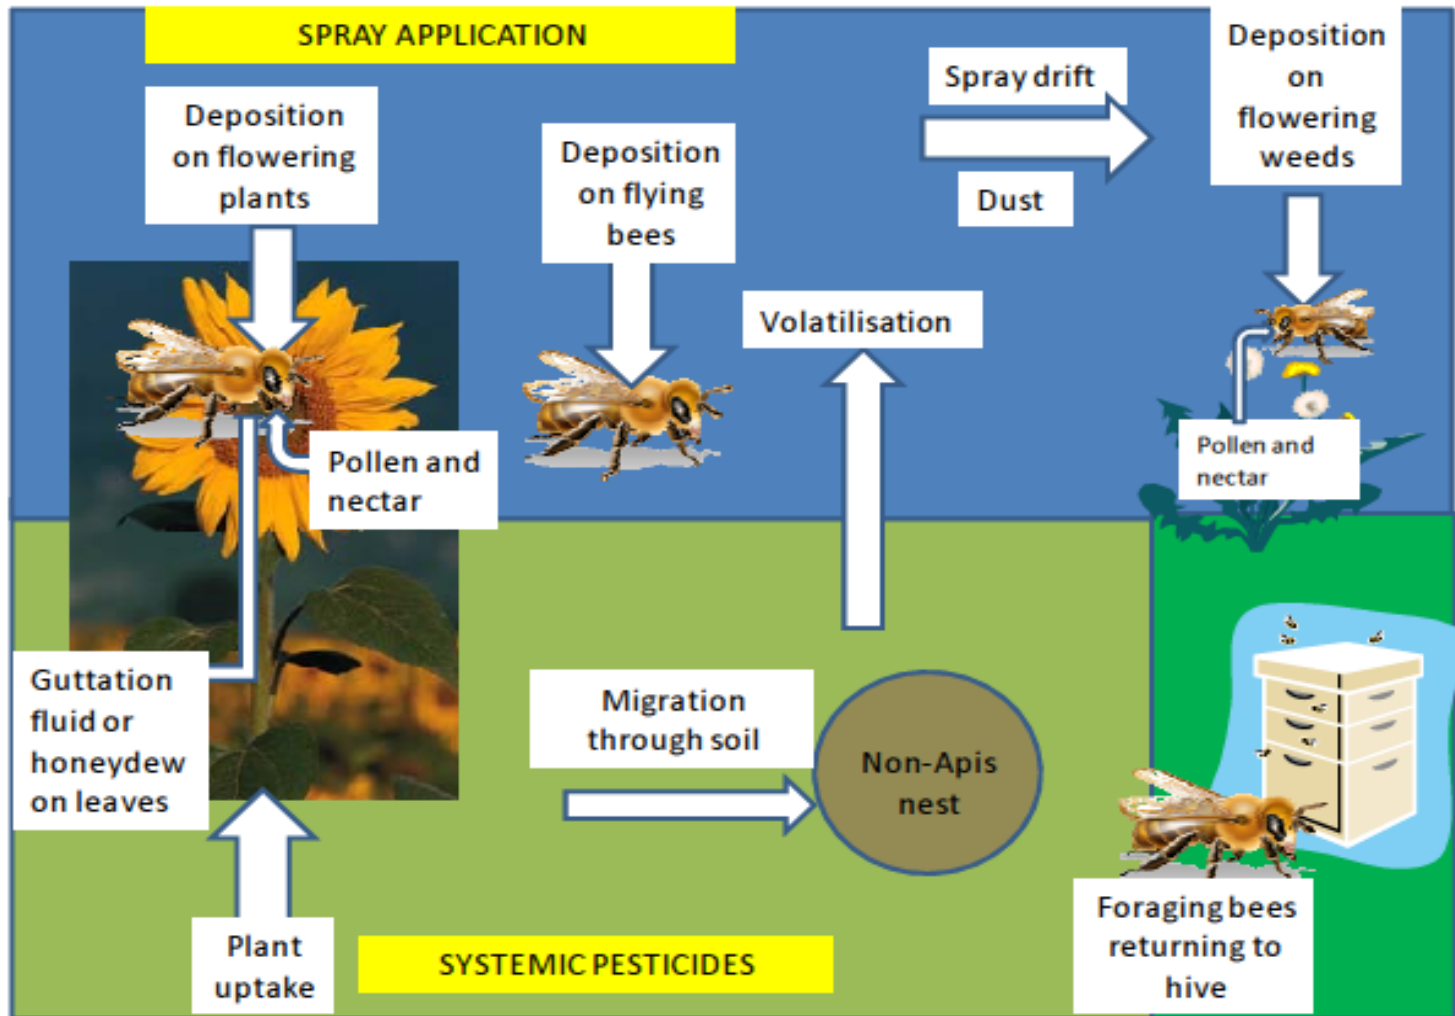 SPRAY APPLICATION
Deposition
on flowering
plants
Deposition
on flying
bees
Spray drift
Dust
Deposition
on
flowering
weeds
Volatilisation
Pollen and
nectar
Pollen and
nectar
Guttation
fluid or
honeydew
on leaves
Migration
through soil
Non-Apis
nest
Plant
uptake
SYSTEMIC PESTICIDES
Foraging bees
returning to
hive